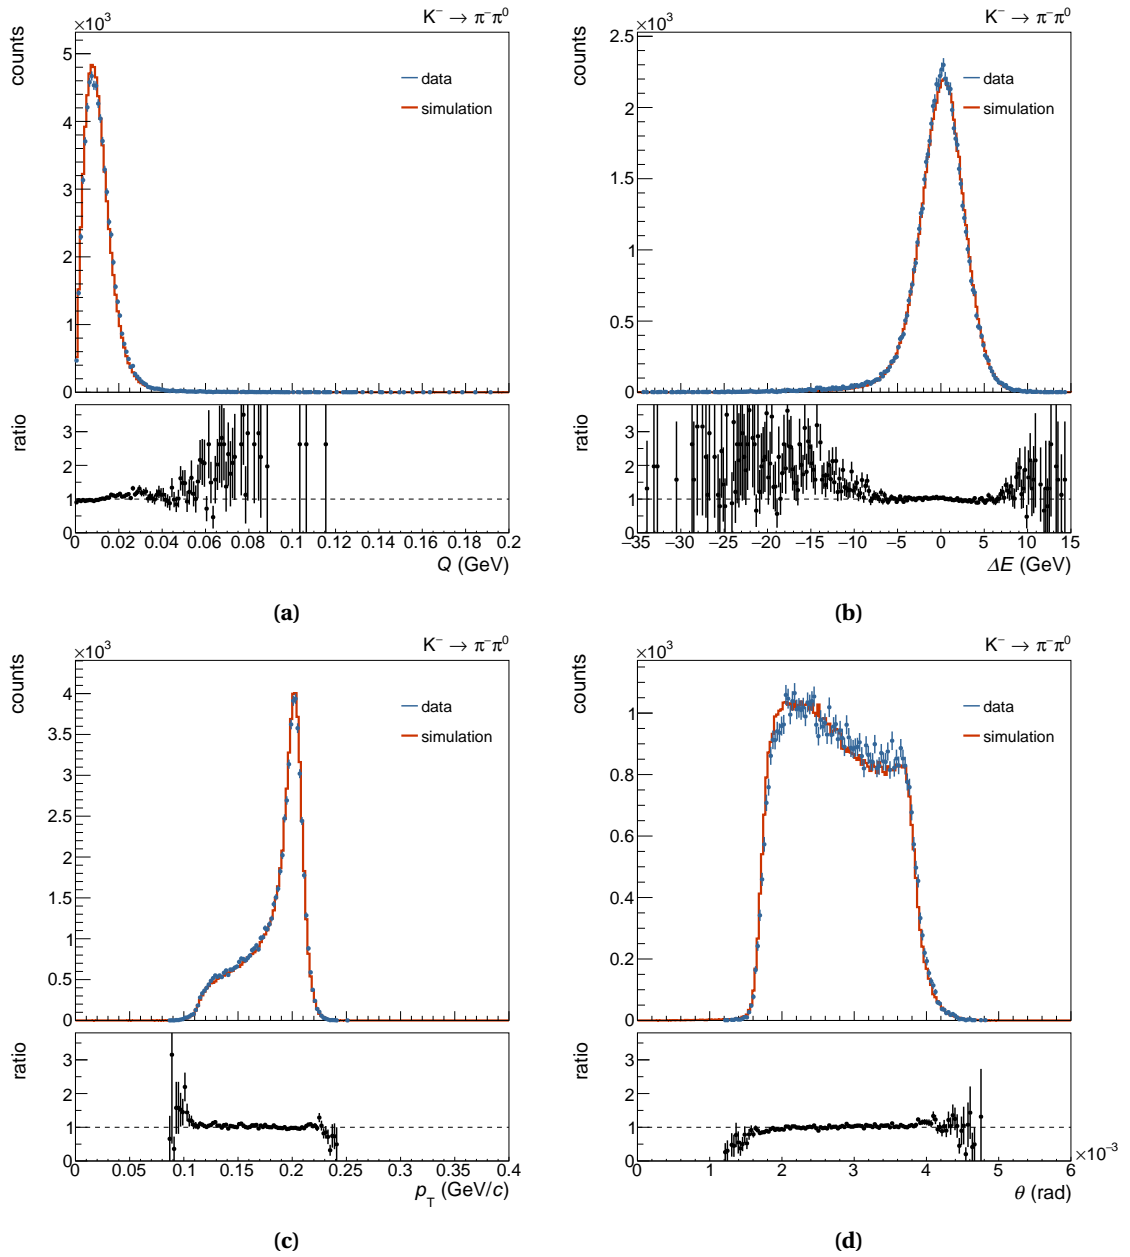 ×10³
K⁻ → π⁻π⁰
counts
5
4
3
2
1
0
data
simulation
ratio
3
2
1
0
0 0.02 0.04 0.06 0.08 0.1 0.12 0.14 0.16 0.18 0.2
Q (GeV)
(a)
×10³
K⁻ → π⁻π⁰
counts
2.5
2
1.5
1
0.5
0
data
simulation
ratio
3
2
1
0
−35 −30 −25 −20 −15 −10 −5 0 5 10 15
ΔE (GeV)
(b)
×10³
K⁻ → π⁻π⁰
counts
4
3.5
3
2.5
2
1.5
1
0.5
0
data
simulation
ratio
3
2
1
0
0 0.05 0.1 0.15 0.2 0.25 0.3 0.35 0.4
p_T (GeV/c)
(c)
×10³
K⁻ → π⁻π⁰
counts
1
0.8
0.6
0.4
0.2
0
data
simulation
ratio
3
2
1
0
0 1 2 3 4 5 6
×10⁻³
θ (rad)
(d)